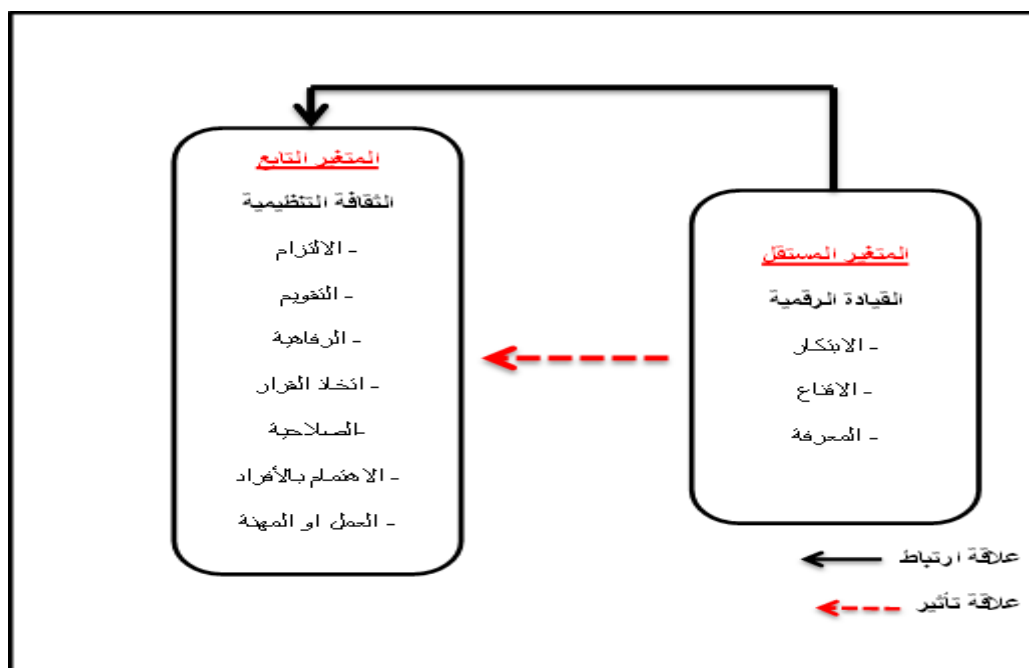 المتغير المستقل
القيادة الرقمية
- الابتكار
- الاقناع
- المعرفة
المتغير التابع
الثقافة التنظيمية
- الالتزام
- التقويم
- الرفاهية
- اتخاذ القرار
-الصلاحية
- الاهتمام بالأفراد
- العمل او المهنة
علاقة ارتباط
علاقة تأثير